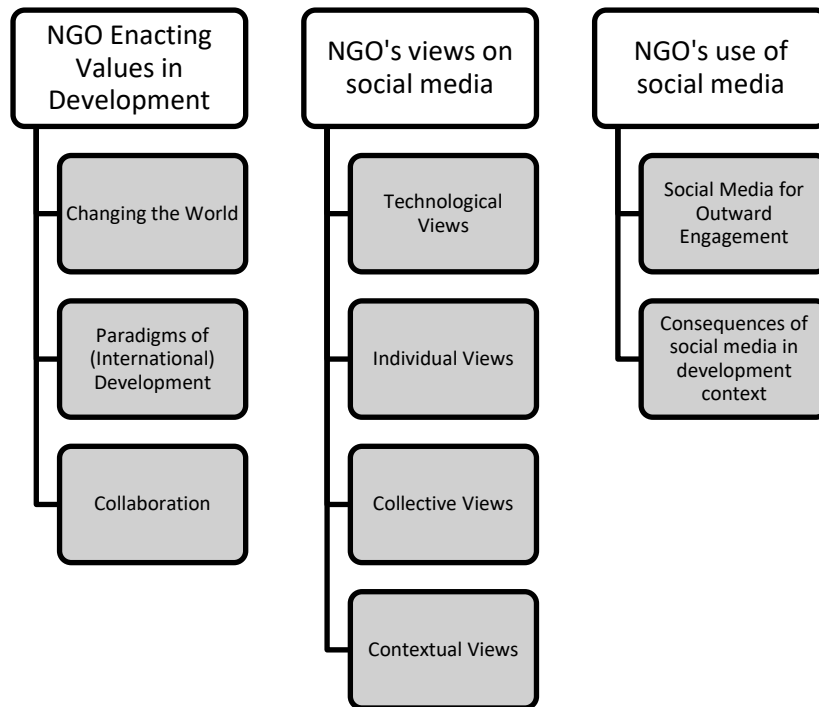 NGO Enacting
Values in
Development
Changing the World
Paradigms of
(International)
Development
Collaboration
NGO's views on
social media
Technological
Views
Individual Views
Collective Views
Contextual Views
NGO's use of
social media
Social Media for
Outward
Engagement
Consequences of
social media in
development
context